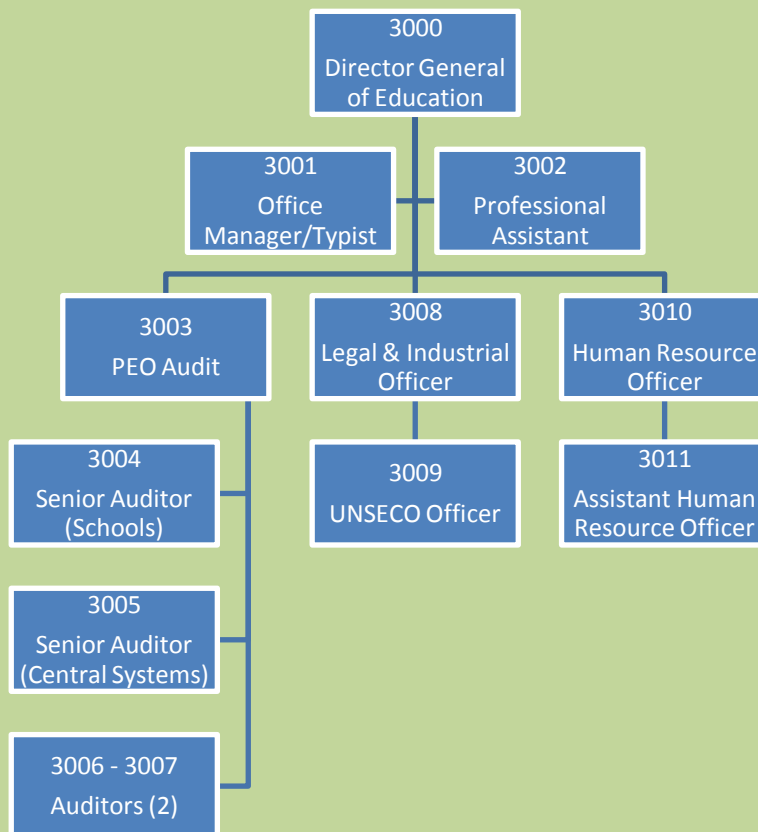 3000
Director General
of Education
3001
Office
Manager/Typist
3002
Professional
Assistant
3003
PEO Audit
3008
Legal & Industrial
Officer
3010
Human Resource
Officer
3004
Senior Auditor
(Schools)
3009
UNSECO Officer
3011
Assistant Human
Resource Officer
3005
Senior Auditor
(Central Systems)
3006 - 3007
Auditors (2)